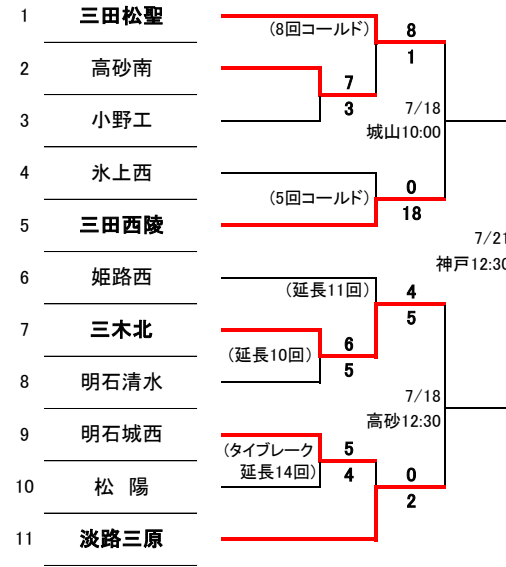 1 三田松聖
(8回コールド) 8
1
2 高砂南
7
3
3 小野工
7/18
城山10:00
4 氷上西
(5回コールド) 0
18
5 三田西陵
7/21
神戸12:30
6 姫路西
(延長11回) 4
5
7 三木北
(延長10回) 6
5
8 明石清水
7/18
高砂12:30
9 明石城西
(タイブレーク 5
延長14回) 4
10 松 陽
0
2
11 淡路三原